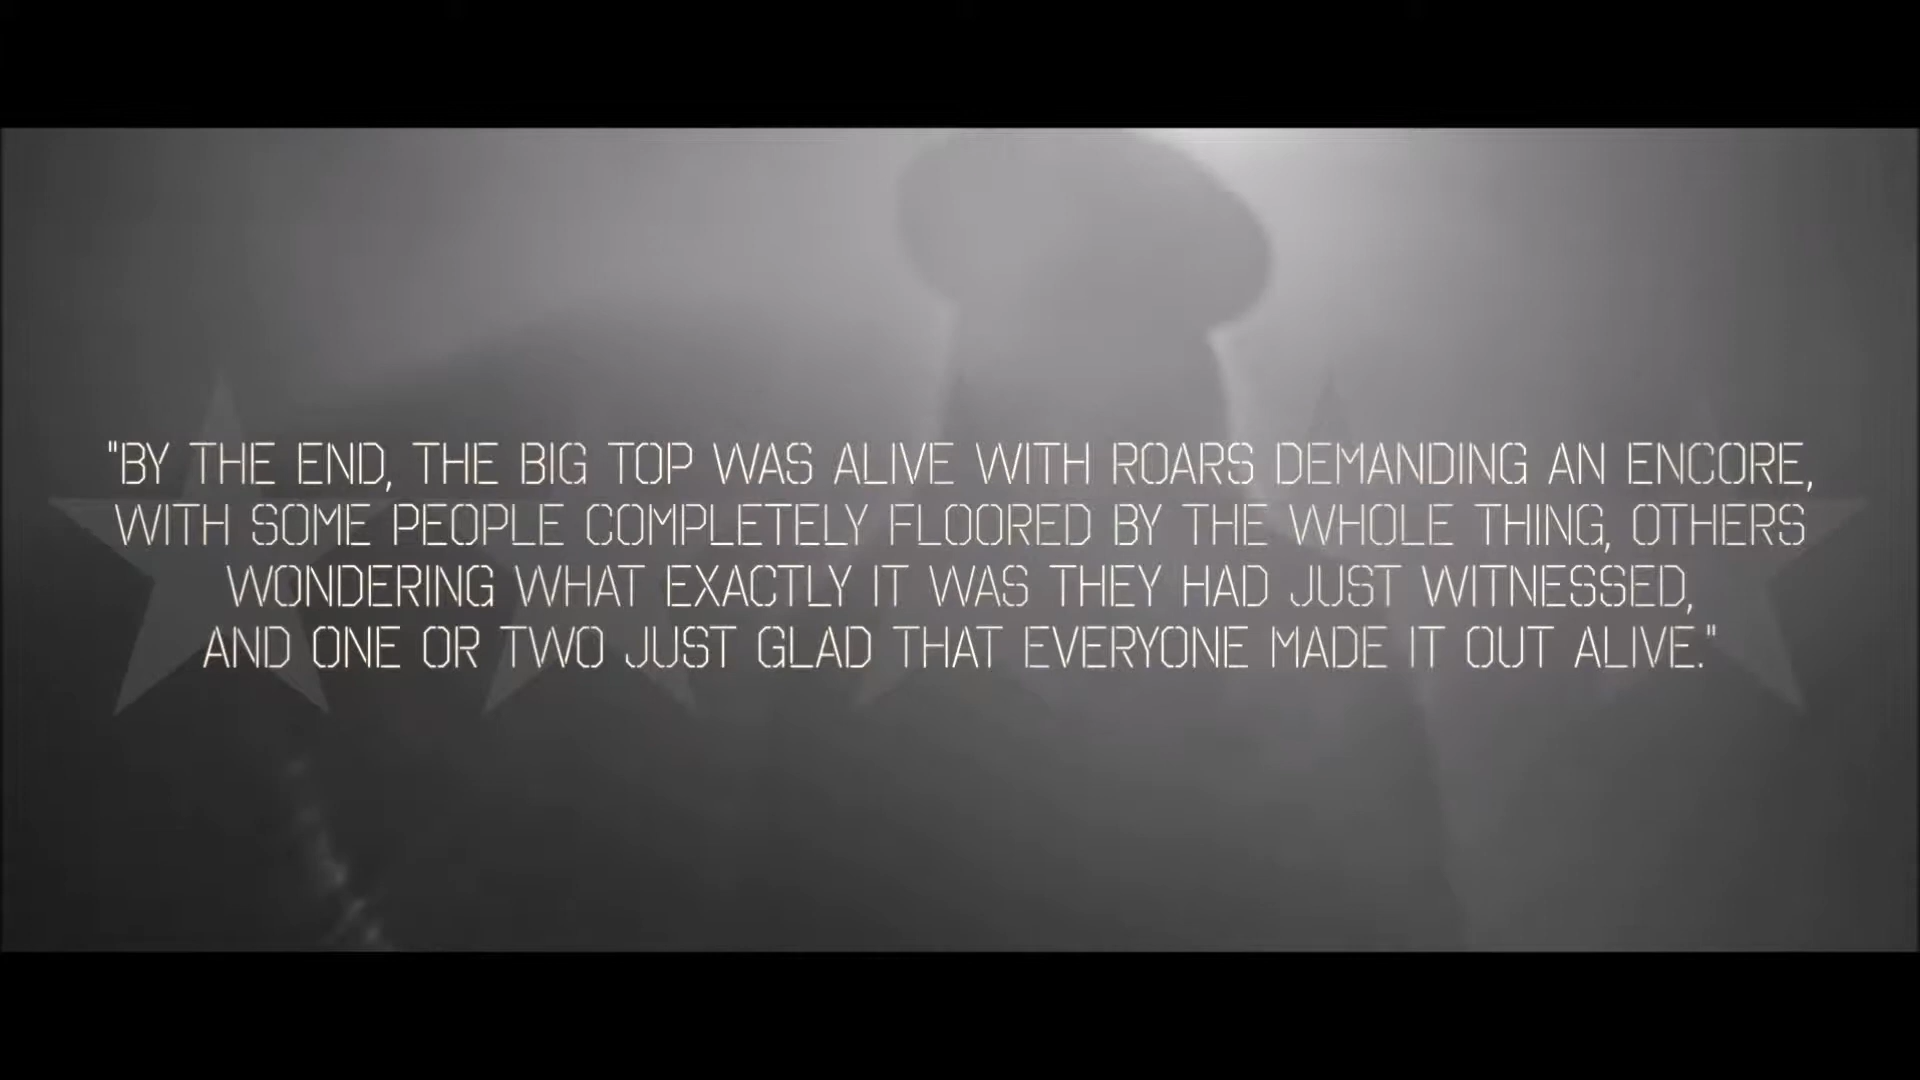 "BY THE END, THE BIG TOP WAS ALIVE WITH ROARS DEMANDING AN ENCORE,
WITH SOME PEOPLE COMPLETELY FLOORED BY THE WHOLE THING, OTHERS
WONDERING WHAT EXACTLY IT WAS THEY HAD JUST WITNESSED,
AND ONE OR TWO JUST GLAD THAT EVERYONE MADE IT OUT ALIVE."